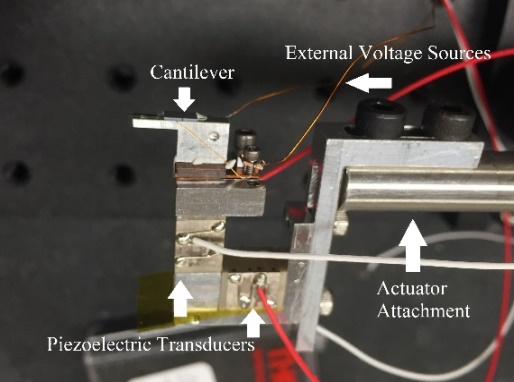 External Voltage Sources
Cantilever
Actuator
Attachment
Piezoelectric Transducers